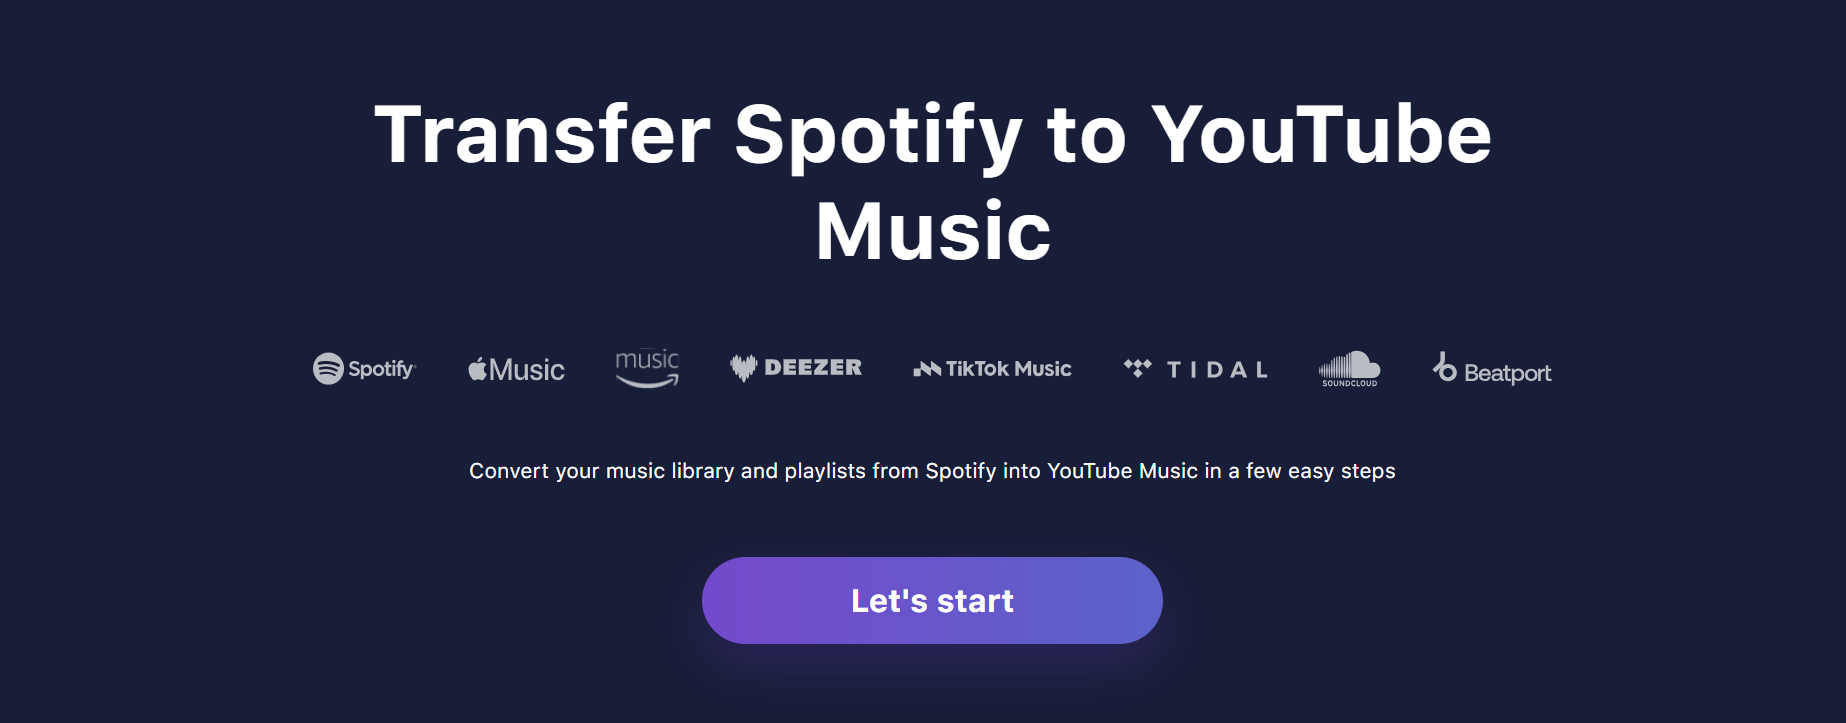 Transfer Spotify to YouTube
Music
Spotify Music music DEEZER TikTok Music TIDAL SOUNDCLOUD Beatport
Convert your music library and playlists from Spotify into YouTube Music in a few easy steps
Let's start